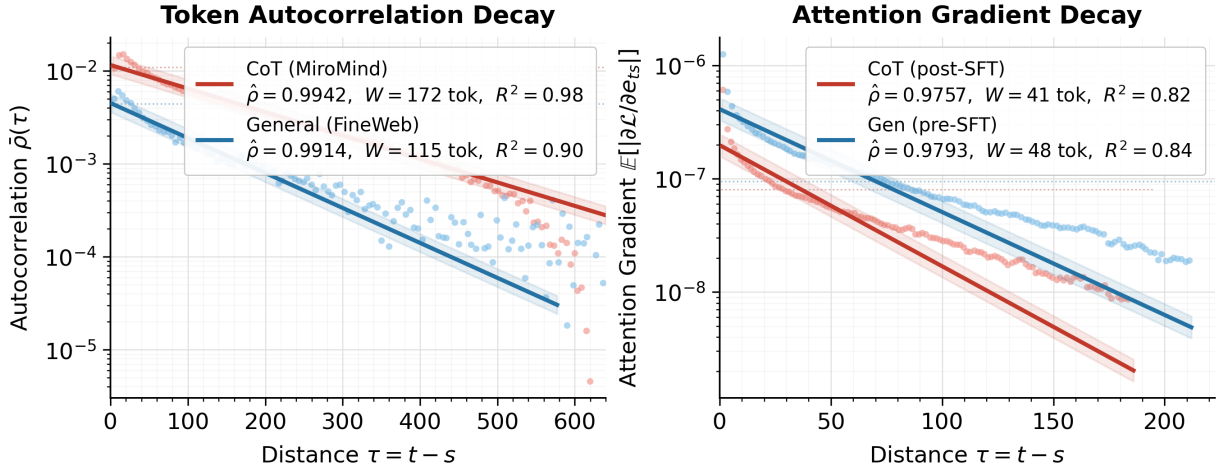 Token Autocorrelation Decay
CoT (MiroMind)
ρ̂ = 0.9942, W = 172 tok, R² = 0.98
General (FineWeb)
ρ̂ = 0.9914, W = 115 tok, R² = 0.90
Autocorrelation ρ̄(τ)
10⁻²
10⁻³
10⁻⁴
10⁻⁵
0 100 200 300 400 500 600
Distance τ = t − s
Attention Gradient Decay
CoT (post-SFT)
ρ̂ = 0.9757, W = 41 tok, R² = 0.82
Gen (pre-SFT)
ρ̂ = 0.9793, W = 48 tok, R² = 0.84
Attention Gradient 𝔼[|∂ℒ/∂eₜₛ|]
10⁻⁶
10⁻⁷
10⁻⁸
0 50 100 150 200
Distance τ = t − s